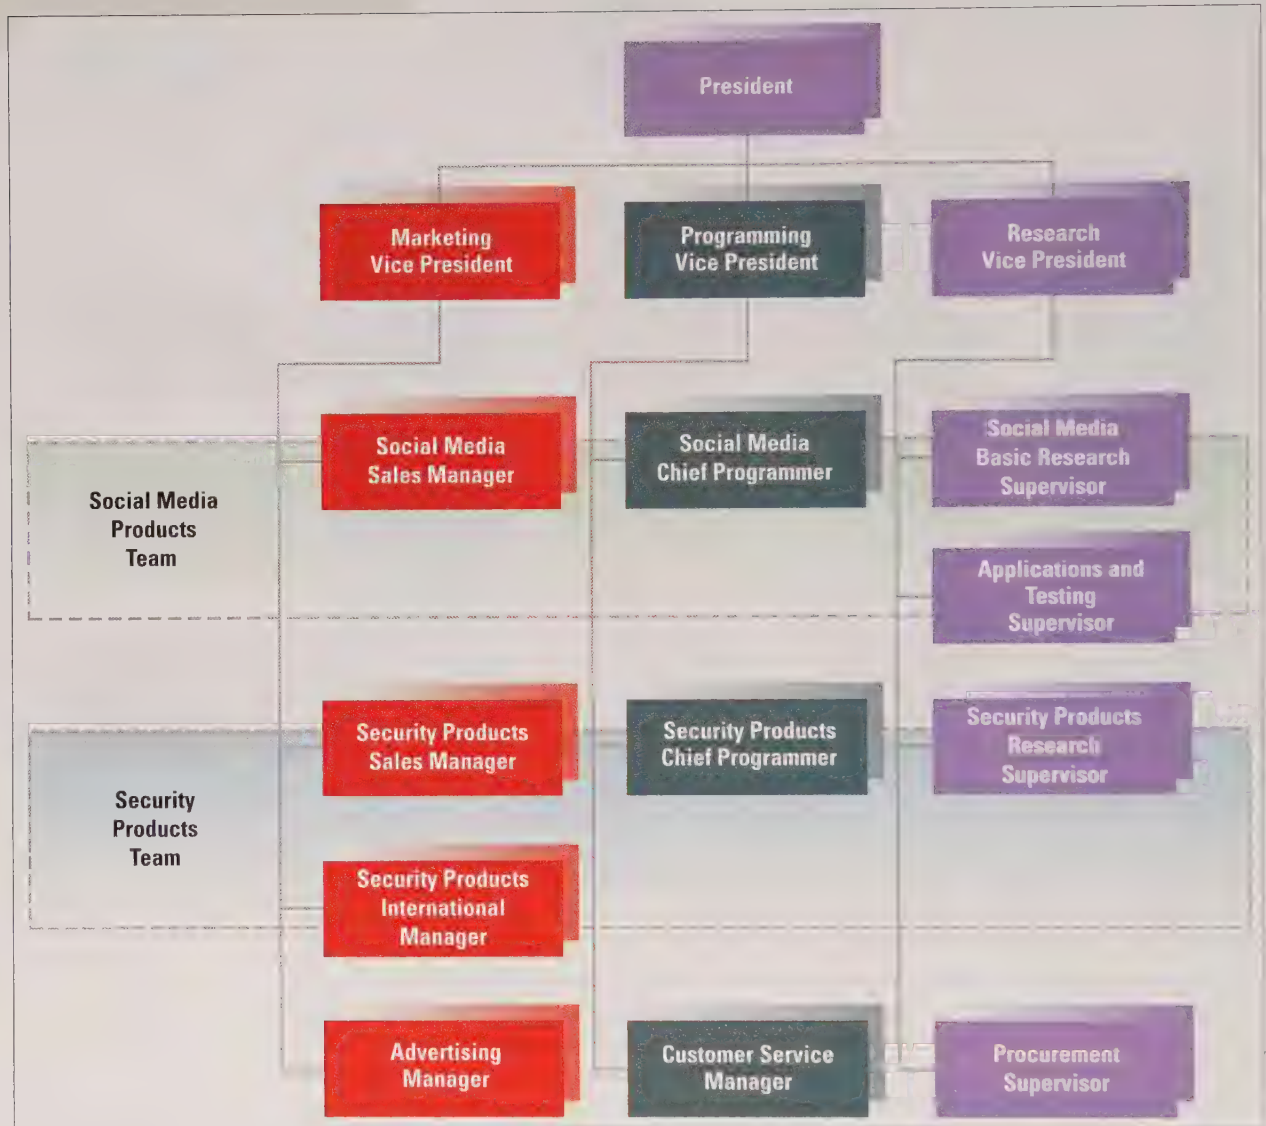 President
Marketing
Vice President
Programming
Vice President
Research
Vice President
Social Media
Products
Team
Social Media
Sales Manager
Social Media
Chief Programmer
Social Media
Basic Research
Supervisor
Applications and
Testing
Supervisor
Security
Products
Team
Security Products
Sales Manager
Security Products
Chief Programmer
Security Products
Research
Supervisor
Security Products
International
Manager
Advertising
Manager
Customer Service
Manager
Procurement
Supervisor